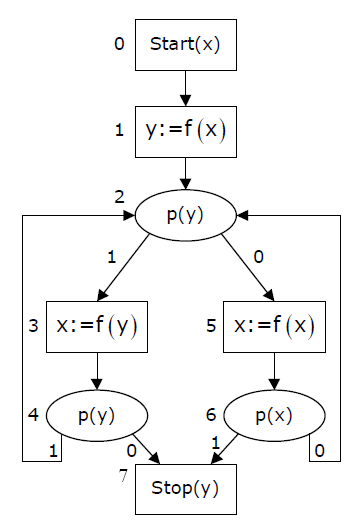 0 Start(x)
1 y:=f(x)
2
p(y)
1 0
3 x:=f(y) 5 x:=f(x)
4 p(y) 6 p(x)
1 0 1 0
7
Stop(y)